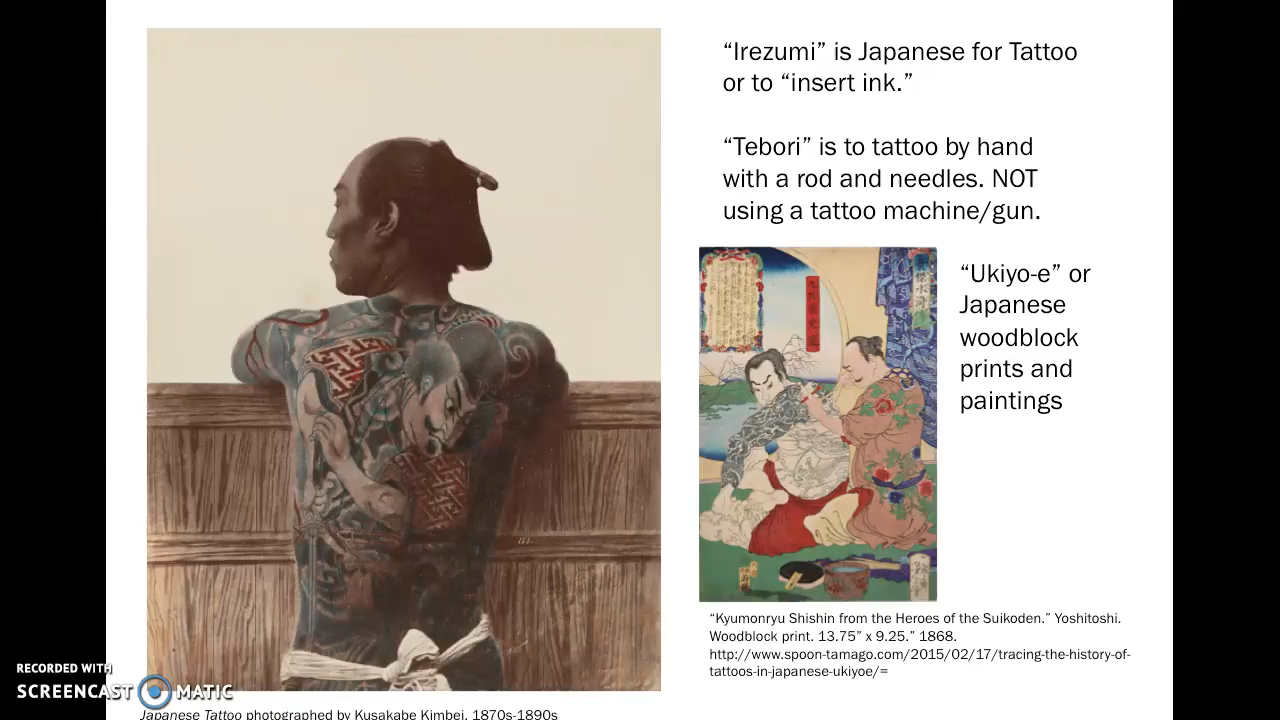 “Irezumi” is Japanese for Tattoo
or to “insert ink.”
“Tebori” is to tattoo by hand
with a rod and needles. NOT
using a tattoo machine/gun.
“Ukiyo-e” or
Japanese
woodblock
prints and
paintings
“Kyumonryu Shishin from the Heroes of the Suikoden.” Yoshitoshi.
Woodblock print. 13.75” x 9.25.” 1868.
http://www.spoon-tamago.com/2015/02/17/tracing-the-history-of-
tattoos-in-japanese-ukiyoe/=
Japanese Tattoo photographed by Kusakabe Kimbei, 1870s-1890s
RECORDED WITH
SCREENCAST MATIC